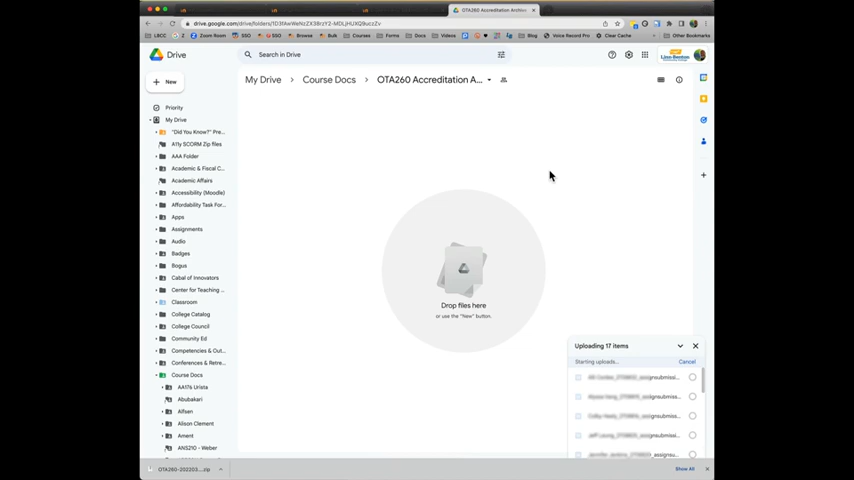 OTA260 Accreditation Archiv
drive.google.com/drive/folders/
LBCC
Z
Zoom-Room
SSO
SSO
Browse
Bulk
Courses
Forms
Docs
Videos
Blog
Voice Record Pro
Clear Cache
Other Bookmarks
Drive
Search in Drive
Linn-Benton
New
My Drive
Course Docs
OTA260 Accreditation A...
Priority
My Drive
"Did You Know?" Pre...
A11y SCORM Zip files
AAA Folder
Academic & Fiscal C...
Academic Affairs
Accessibility (Moodle)
Affordability Task For...
Apps
Assignments
Audio
Badges
Bogus
Cabal of Innovators
Center for Teaching ...
Classroom
College Catalog
College Council
Community Ed
Competencies & Out...
Conferences & Retre...
Course Docs
AA176 Urista
Abubakari
Alfsen
Alison Clement
Ament
ANS210 - Weber
Drop files here
or use the "New" button.
Uploading 17 items
Starting uploads...
Cancel
OTA260-202203....zip
Show All